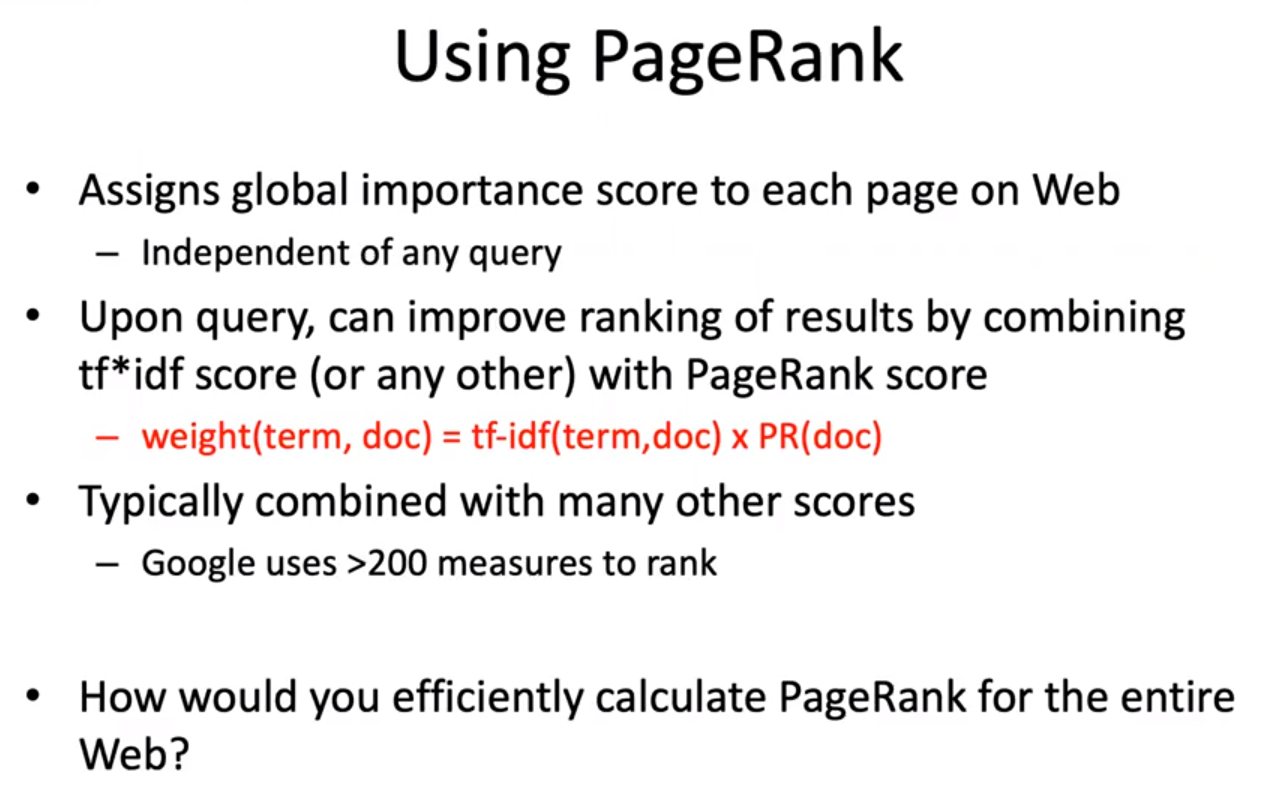 Using PageRank
• Assigns global importance score to each page on Web
– Independent of any query
• Upon query, can improve ranking of results by combining
tf*idf score (or any other) with PageRank score
– weight(term, doc) = tf-idf(term,doc) x PR(doc)
• Typically combined with many other scores
– Google uses >200 measures to rank
• How would you efficiently calculate PageRank for the entire
Web?